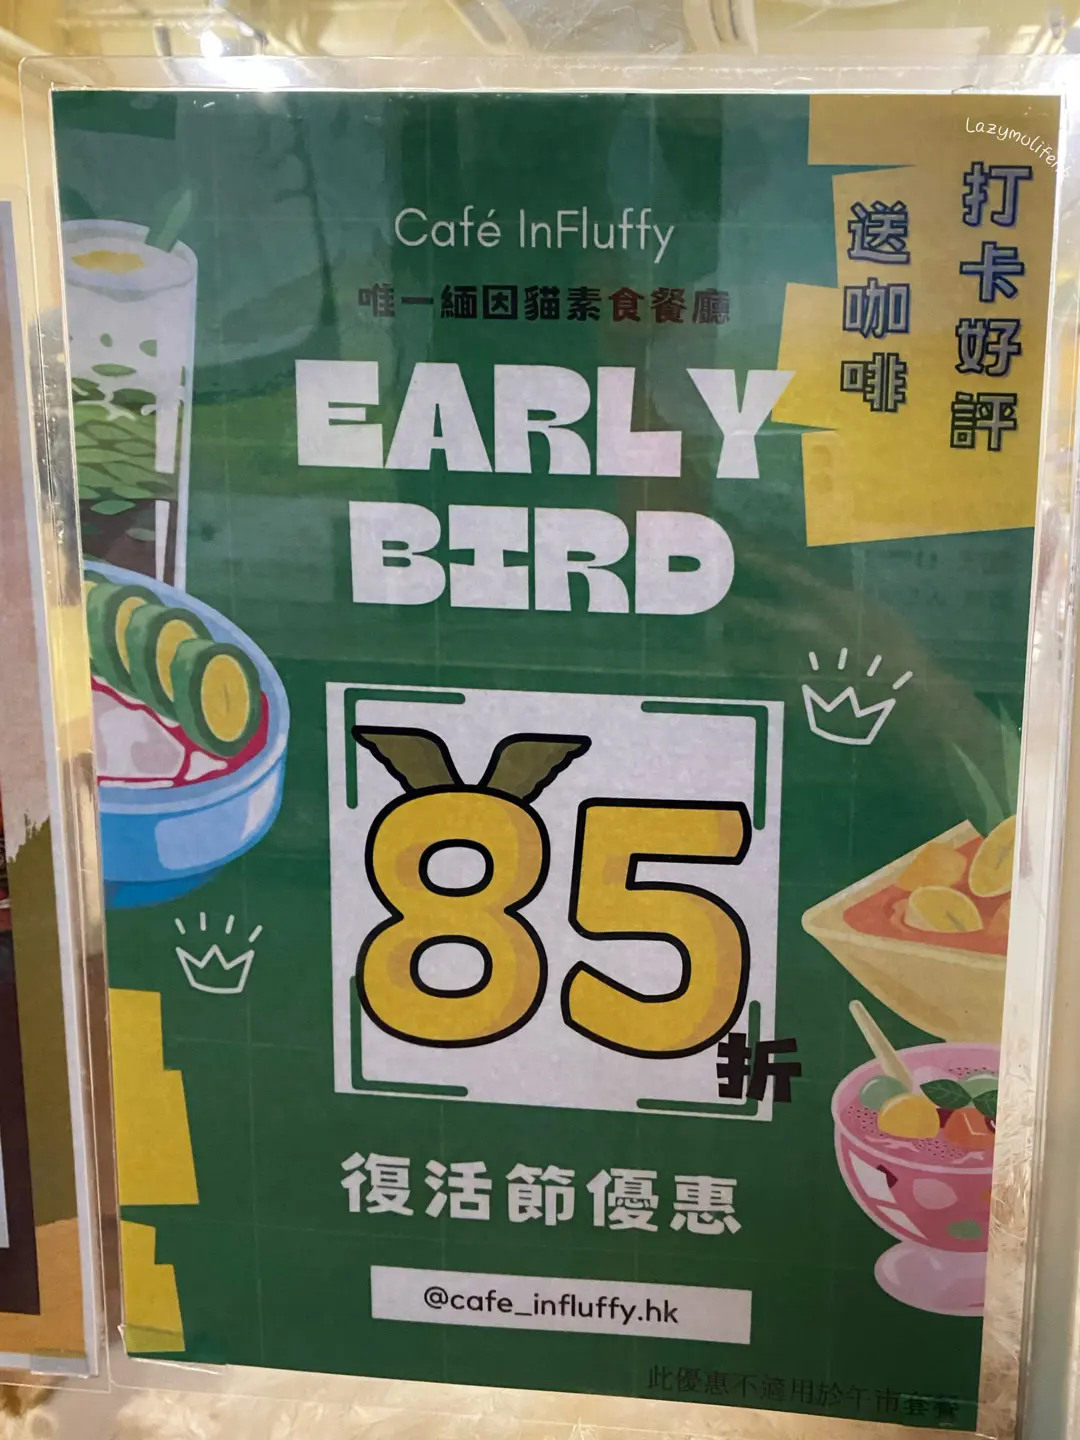 Lazymolifehk
打卡好評
送咖啡
Café InFluffy
唯一緬因貓素食餐廳
EARLY
BIRD
85
折
復活節優惠
@cafe_influffy.hk
此優惠不適用於午市套餐